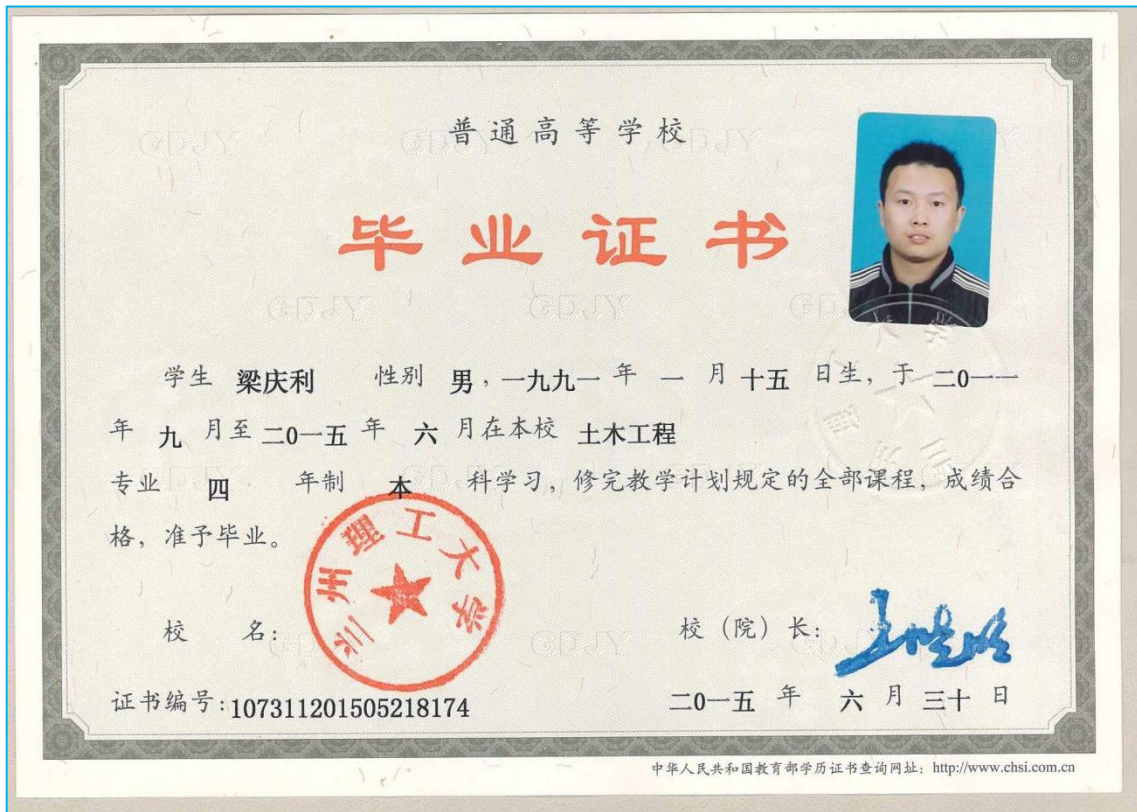 普通高等学校
毕业证书
学生 梁庆利 性别 男，一九九一 年 一 月 十五 日生，于 二0一一
年 九 月至 二0一五 年 六 月在本校 土木工程
专业 四 年制 本 科学习，修完教学计划规定的全部课程，成绩合
格，准予毕业。
兰州理工大学
校 名：
校（院）长：
证书编号：107311201505218174
二0一五 年 六 月 三十 日
中华人民共和国教育部学历证书查询网址：http://www.chsi.com.cn